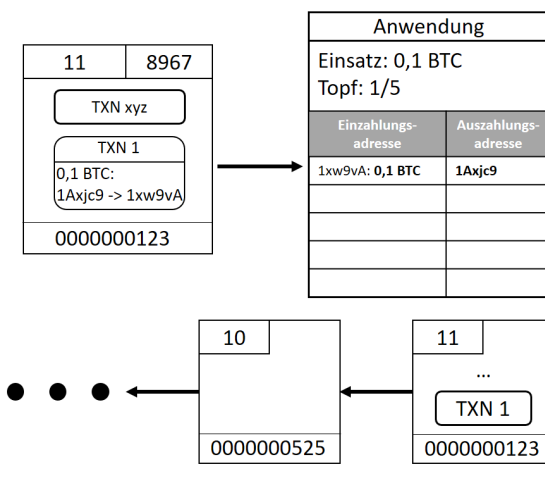 11 8967
TXN xyz
TXN 1
0,1 BTC:
1Axjc9 -> 1xw9vA
0000000123
Anwendung
Einsatz: 0,1 BTC
Topf: 1/5
Einzahlungs-
adresse
Auszahlungs-
adresse
1xw9vA: 0,1 BTC 1Axjc9
10
0000000525
11
...
TXN 1
0000000123